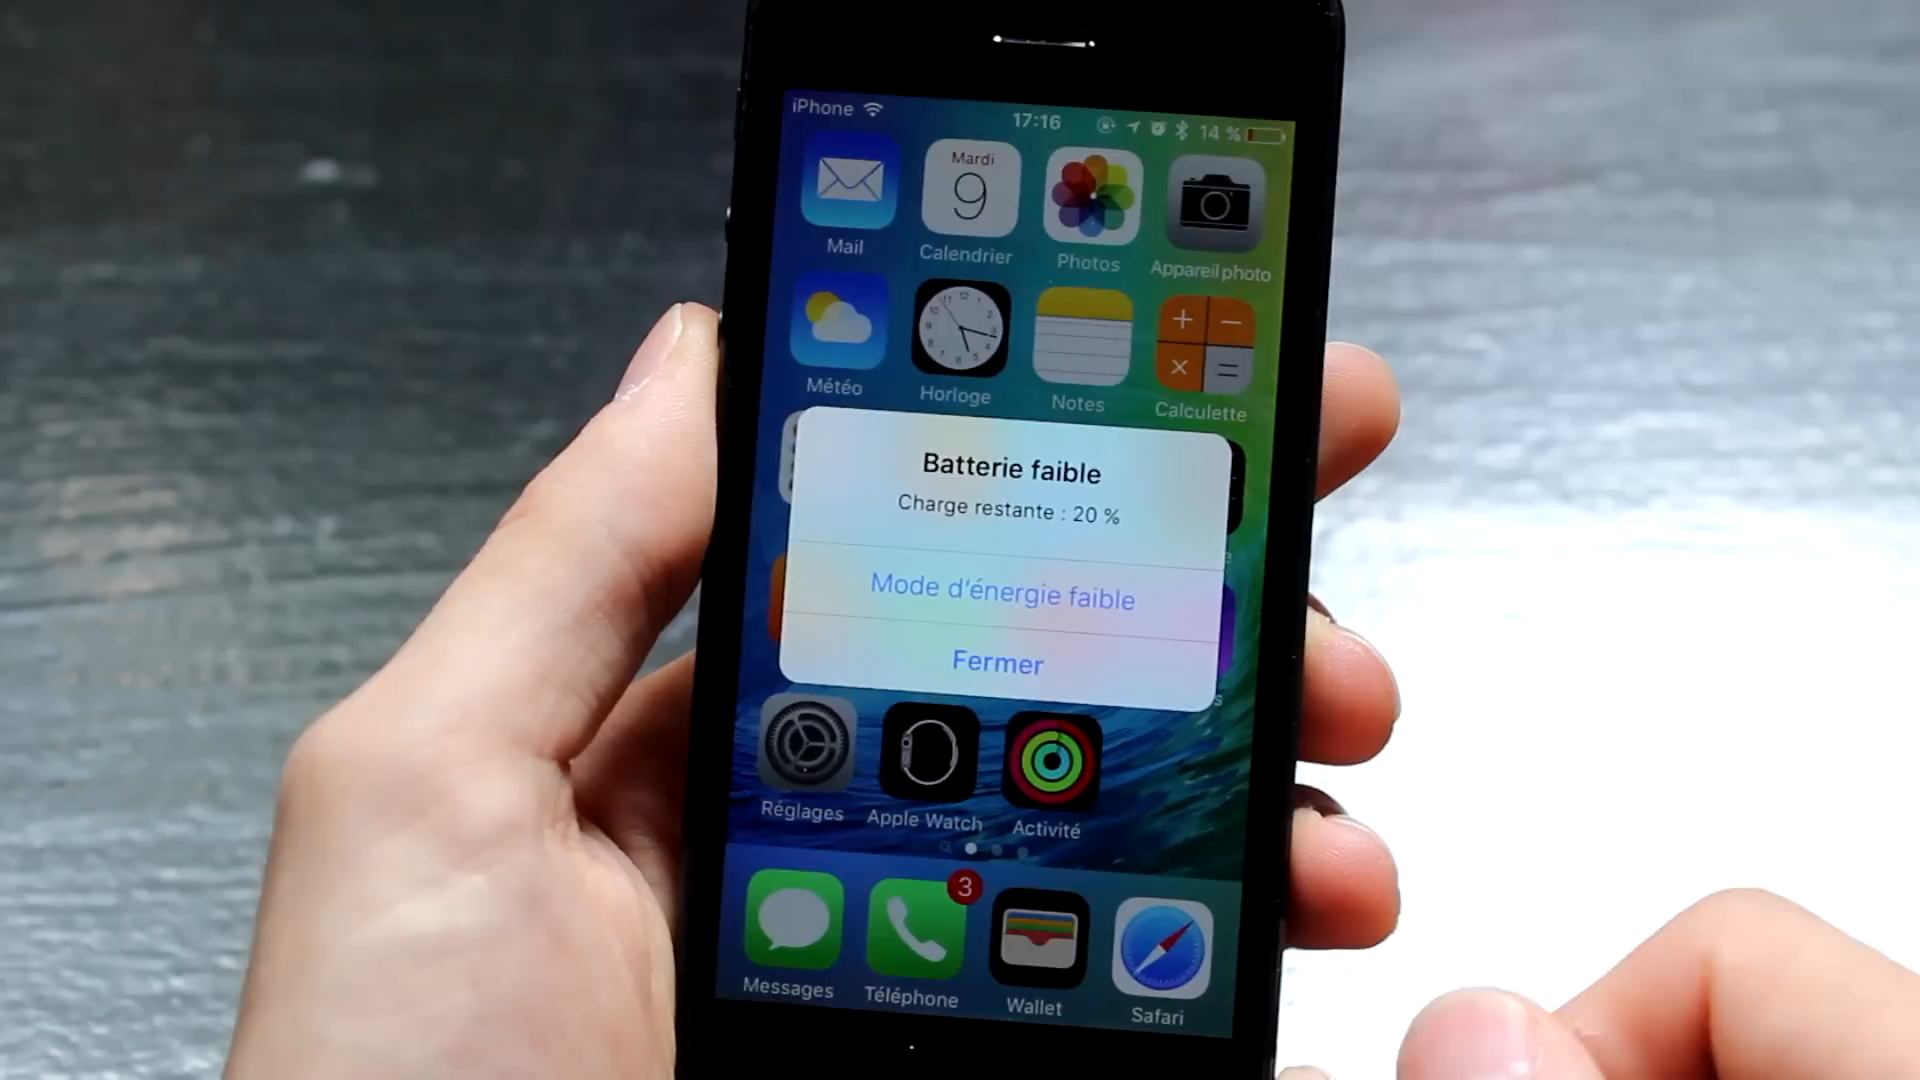 iPhone 17:16 14 %
Mardi
9
Mail Calendrier Photos Appareil photo
Météo Horloge Notes Calculette
Batterie faible
Charge restante : 20 %
Mode d'énergie faible
Fermer
s
Réglages Apple Watch Activité
3
Messages Téléphone Wallet Safari